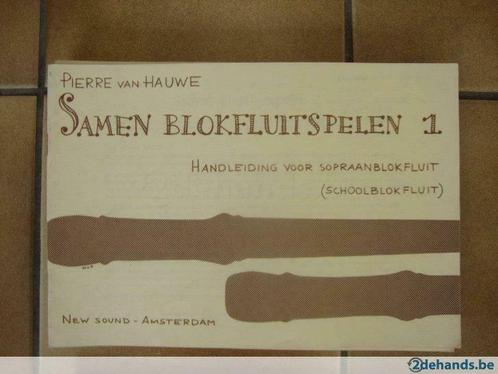 PIERRE VAN HAUWE
SAMEN BLOKFLUITSPELEN 1
HANDLEIDING VOOR SOPRAANBLOKFLUIT
(SCHOOLBLOKFLUIT)
NEW SOUND - AMSTERDAM
2dehands.be